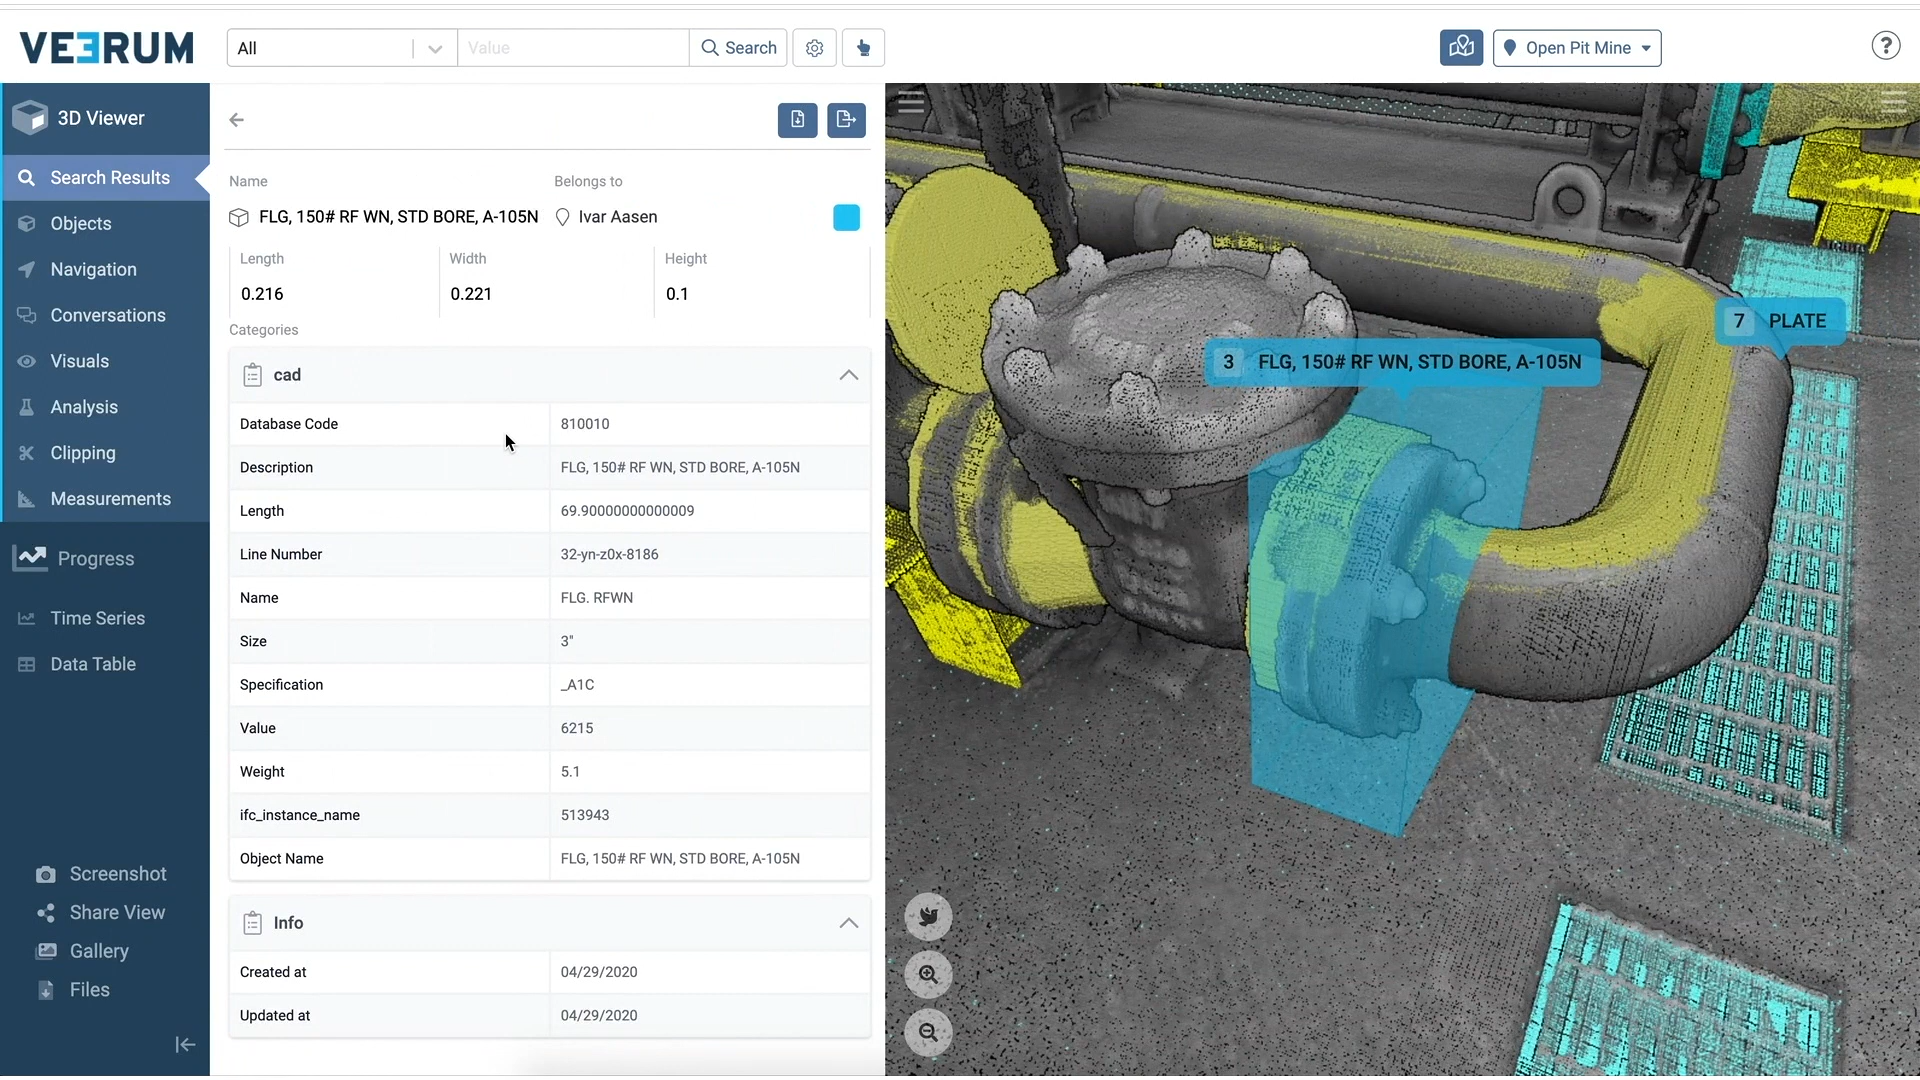 VEERUM
All
Value
Search
Open Pit Mine
?
3D Viewer
Search Results
Objects
Navigation
Conversations
Visuals
Analysis
Clipping
Measurements
Progress
Time Series
Data Table
Screenshot
Share View
Gallery
Files
Name
Belongs to
FLG, 150# RF WN, STD BORE, A-105N
Ivar Aasen
Length
Width
Height
0.216
0.221
0.1
Categories
cad
Database Code
810010
Description
FLG, 150# RF WN, STD BORE, A-105N
Length
69.90000000000009
Line Number
32-yn-z0x-8186
Name
FLG. RFWN
Size
3"
Specification
_A1C
Value
6215
Weight
5.1
ifc_instance_name
513943
Object Name
FLG, 150# RF WN, STD BORE, A-105N
Info
Created at
04/29/2020
Updated at
04/29/2020
7 PLATE
3 FLG, 150# RF WN, STD BORE, A-105N